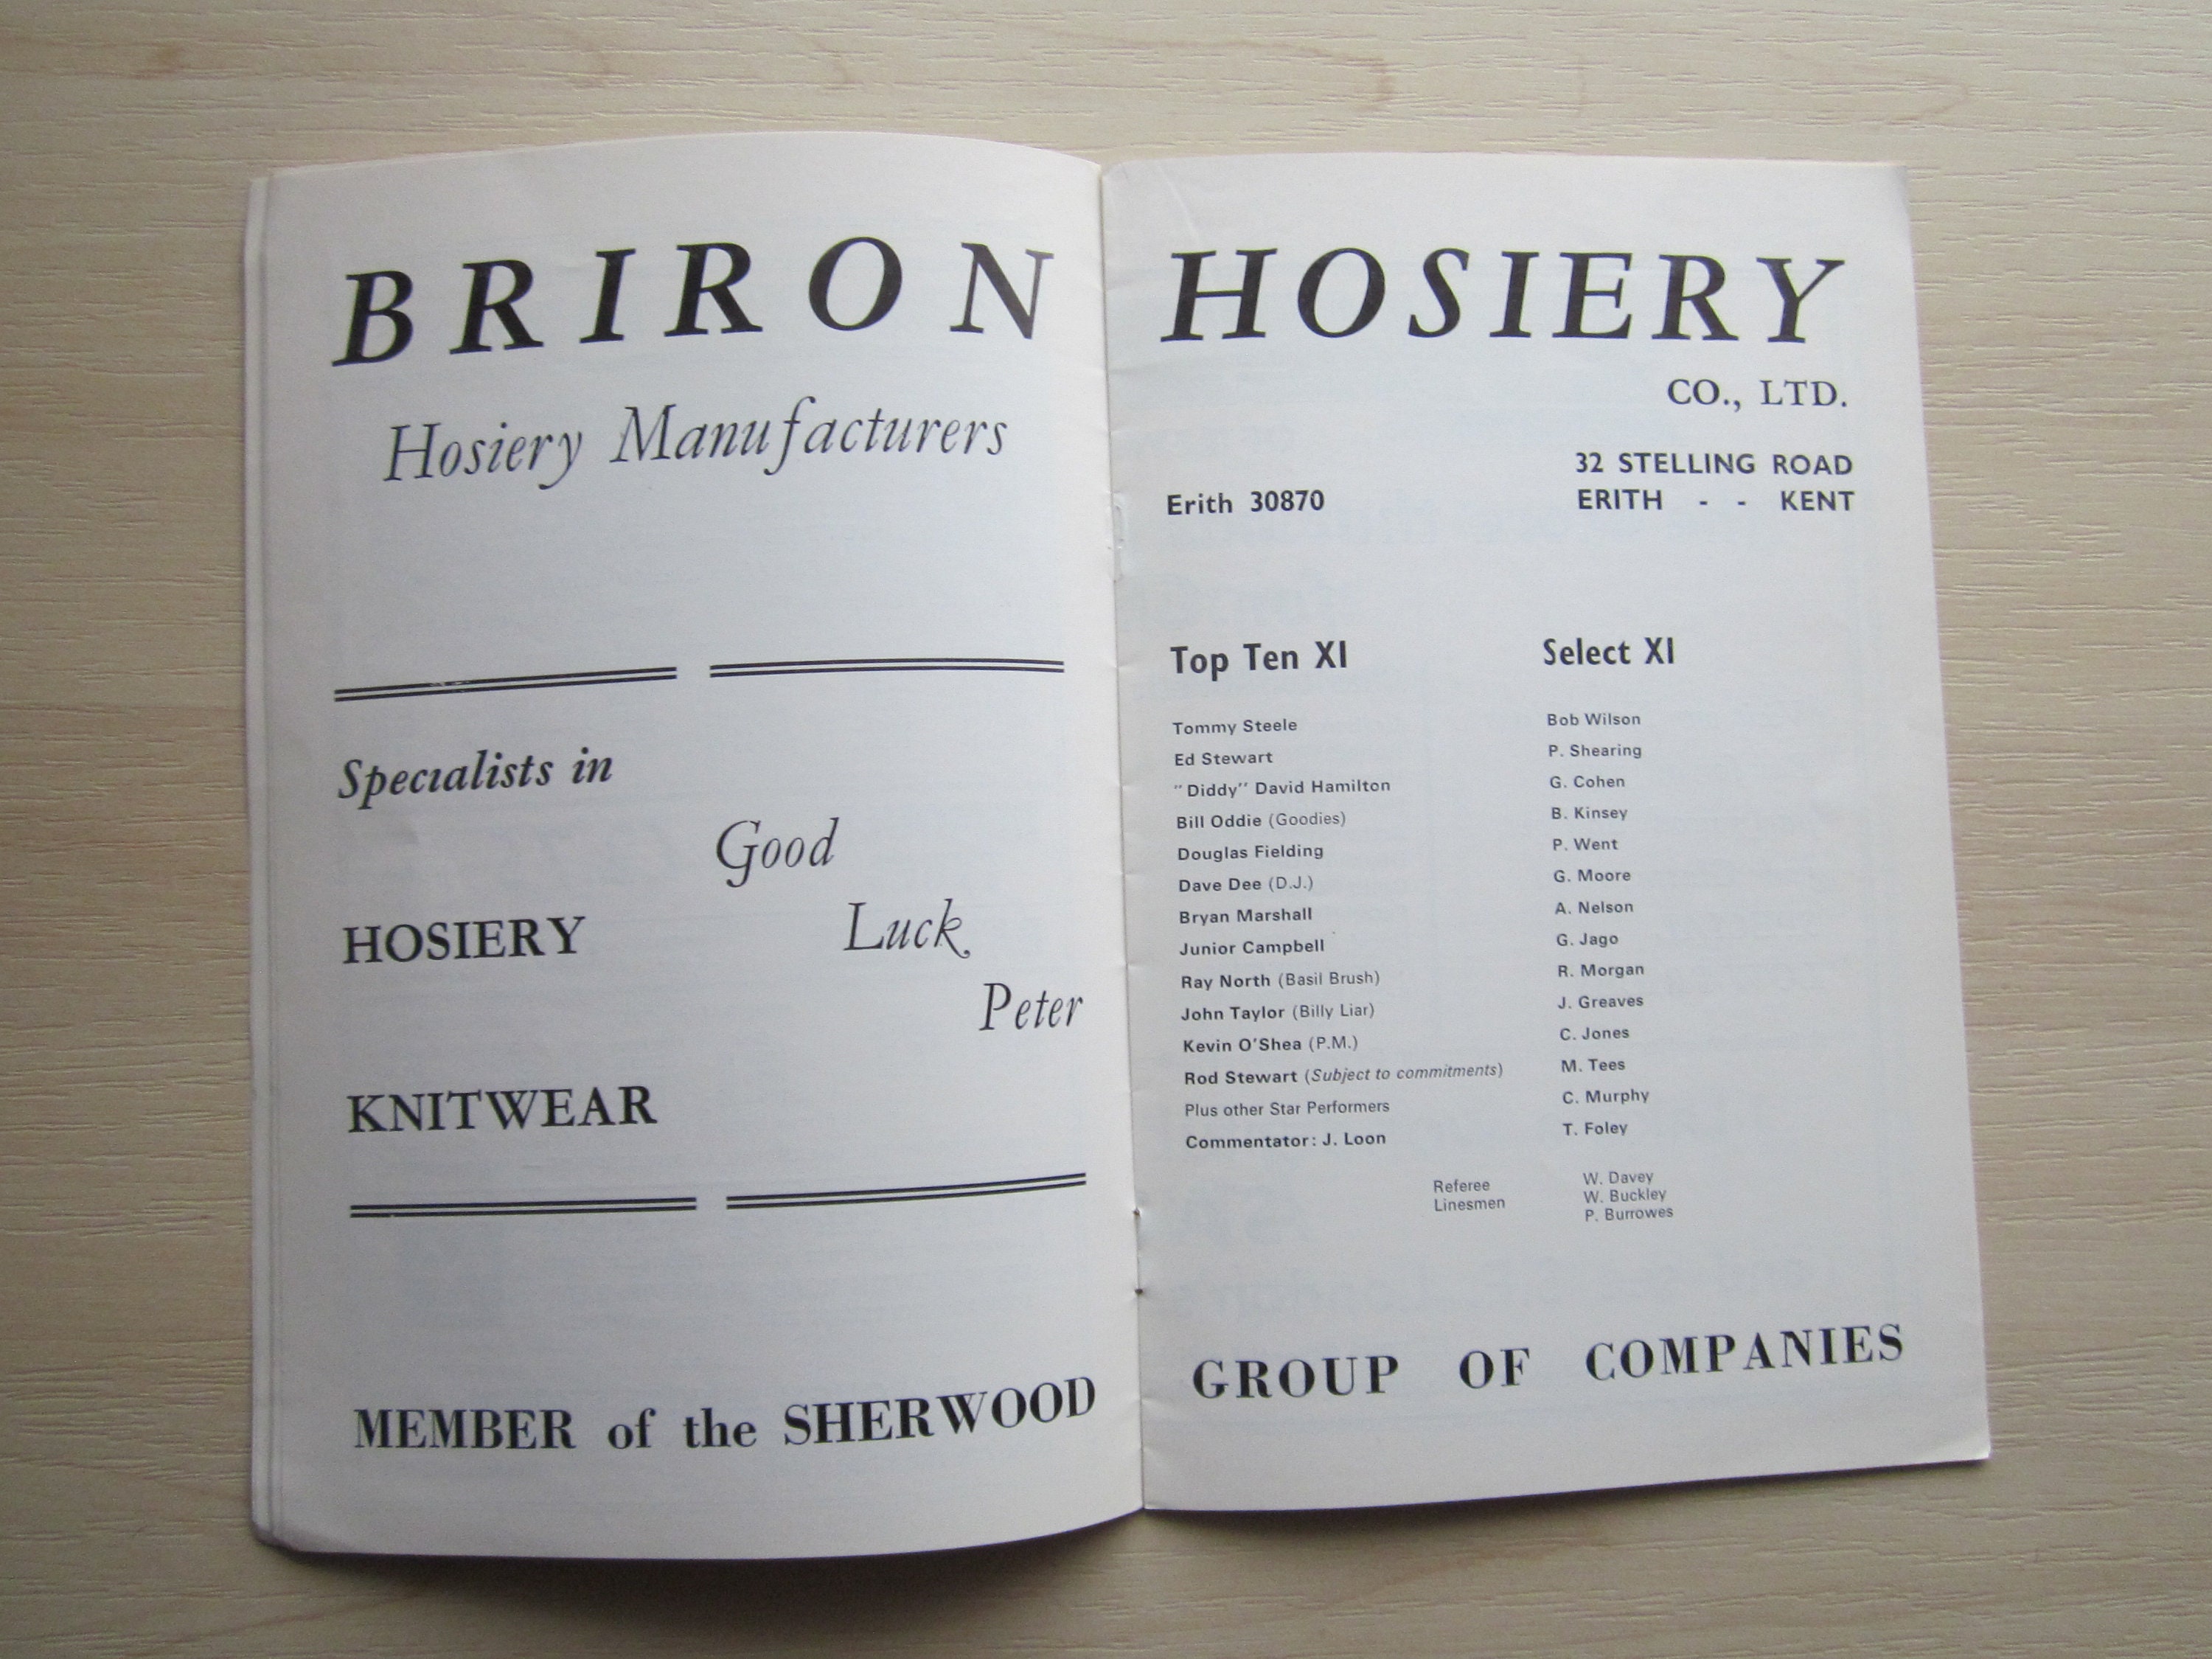 BRIRON
Hosiery Manufacturers
Specialists in
Good
Luck
Peter
HOSIERY
KNITWEAR
MEMBER of the SHERWOOD
HOSIERY
CO., LTD.
32 STELLING ROAD
Erith 30870
ERITH - - KENT
Top Ten XI
Tommy Steele
Ed Stewart
"Diddy" David Hamilton
Bill Oddie (Goodies)
Douglas Fielding
Dave Dee (D.J.)
Bryan Marshall
Junior Campbell
Ray North (Basil Brush)
John Taylor (Billy Liar)
Kevin O'Shea (P.M.)
Rod Stewart (Subject to commitments)
Plus other Star Performers
Commentator: J. Loon
Select XI
Bob Wilson
P. Shearing
G. Cohen
B. Kinsey
P. Went
G. Moore
A. Nelson
G. Jago
R. Morgan
J. Greaves
C. Jones
M. Tees
C. Murphy
T. Foley
Referee W. Davey
Linesmen W. Buckley
P. Burrowes
GROUP OF COMPANIES